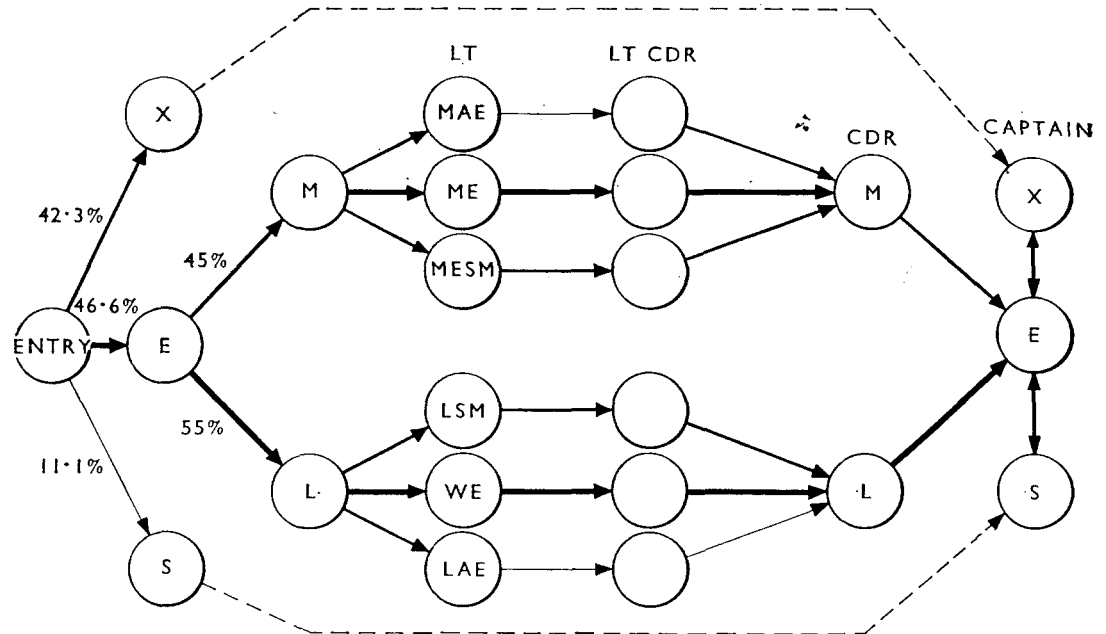 LT
LT CDR
CDR
CAPTAIN
X
MAE
M
ME
M
X
42·3%
45%
MESM
46·6%
ENTRY
E
E
55%
LSM
11·1%
L
WE
L
S
S
LAE